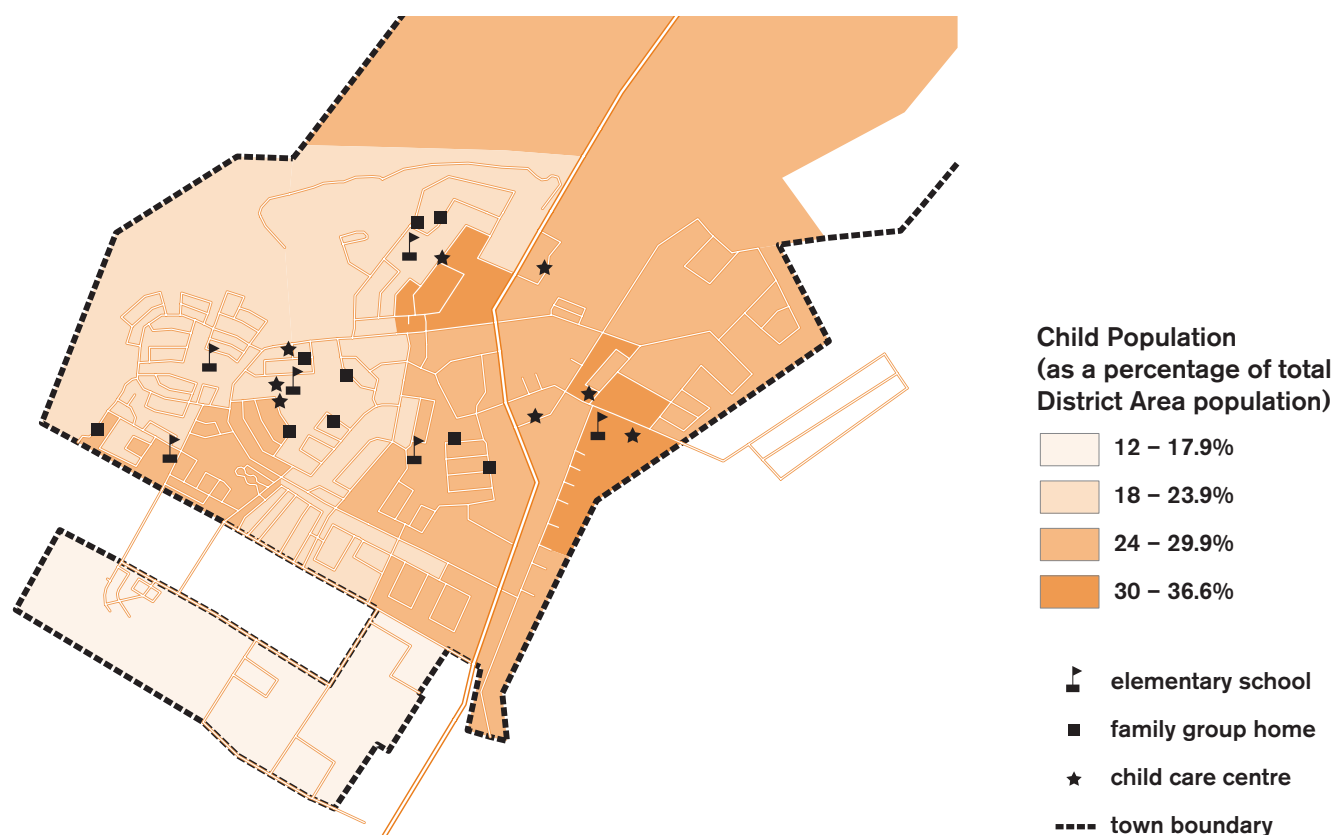 Child Population
(as a percentage of total
District Area population)
12 – 17.9%
18 – 23.9%
24 – 29.9%
30 – 36.6%
elementary school
family group home
child care centre
town boundary